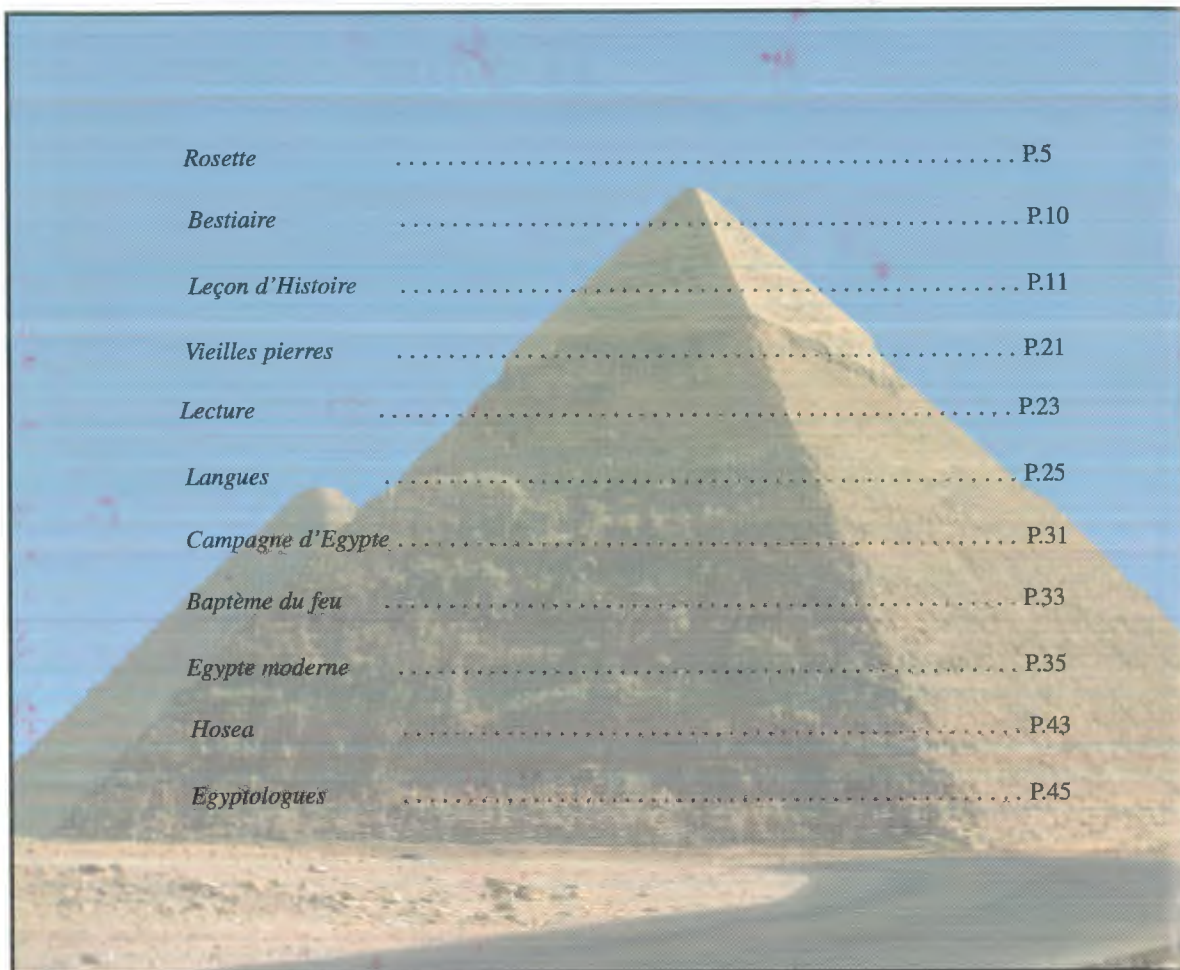 Rosette ........................................ P.5
Bestiaire ........................................ P.10
Leçon d'Histoire ........................................ P.11
Vieilles pierres ........................................ P.21
Lecture ........................................ P.23
Langues ........................................ P.25
Campagne d'Egypte ........................................ P.31
Baptème du feu ........................................ P.33
Egypte moderne ........................................ P.35
Hosea ........................................ P.43
Egyptologues ........................................ P.45